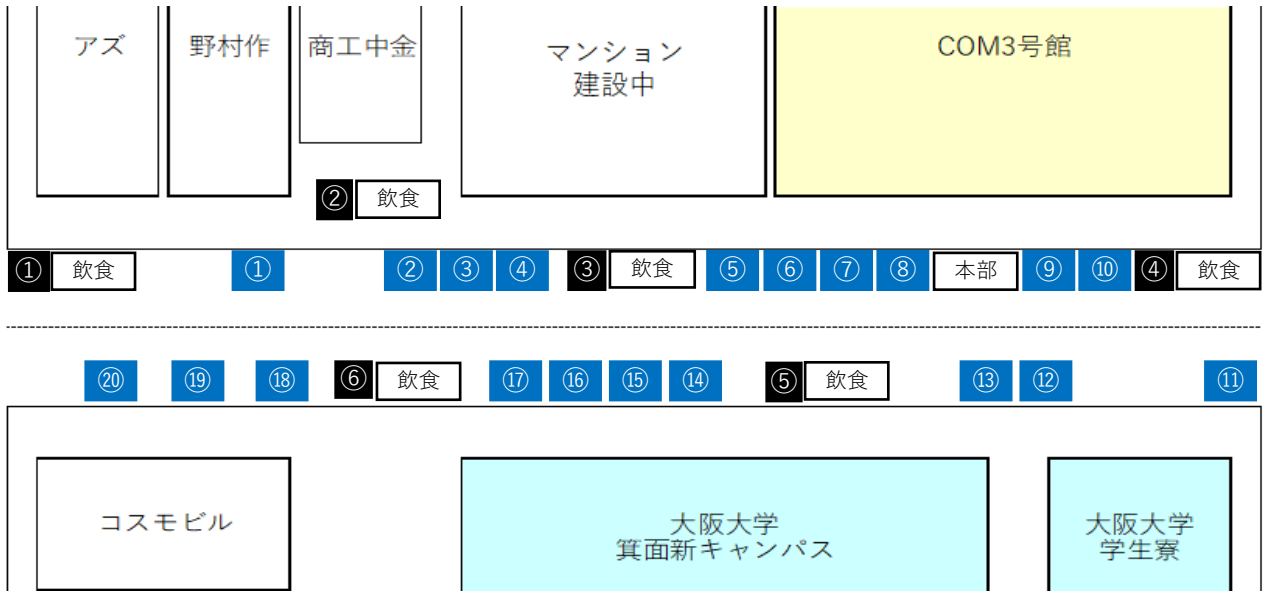 アズ
野村作
商工中金
マンション
建設中
COM3号館
② 飲食
① 飲食 ① ② ③ ④ ③ 飲食 ⑤ ⑥ ⑦ ⑧ 本部 ⑨ ⑩ ④ 飲食
⑳ ⑲ ⑱ ⑥ 飲食 ⑰ ⑯ ⑮ ⑭ ⑤ 飲食 ⑬ ⑫ ⑪
コスモビル
大阪大学
箕面新キャンパス
大阪大学
学生寮